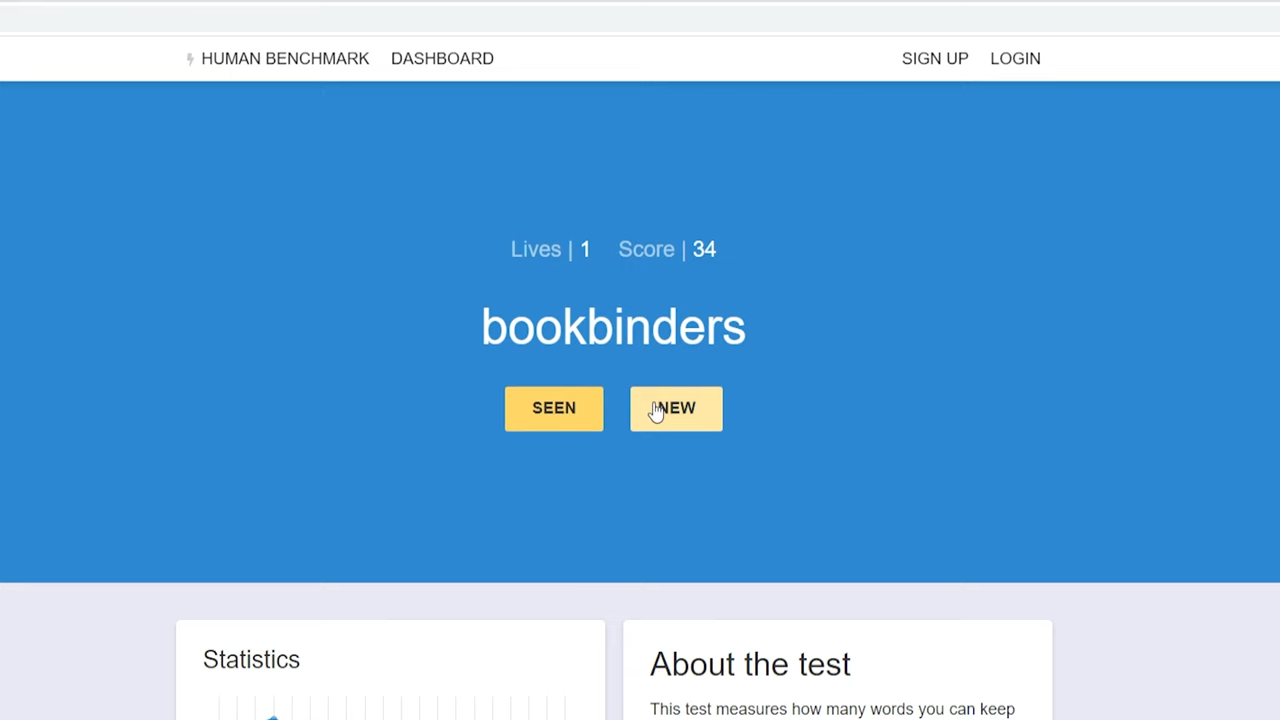 HUMAN BENCHMARK DASHBOARD SIGN UP LOGIN
Lives | 1 Score | 34
bookbinders
SEEN NEW
Statistics
About the test
This test measures how many words you can keep